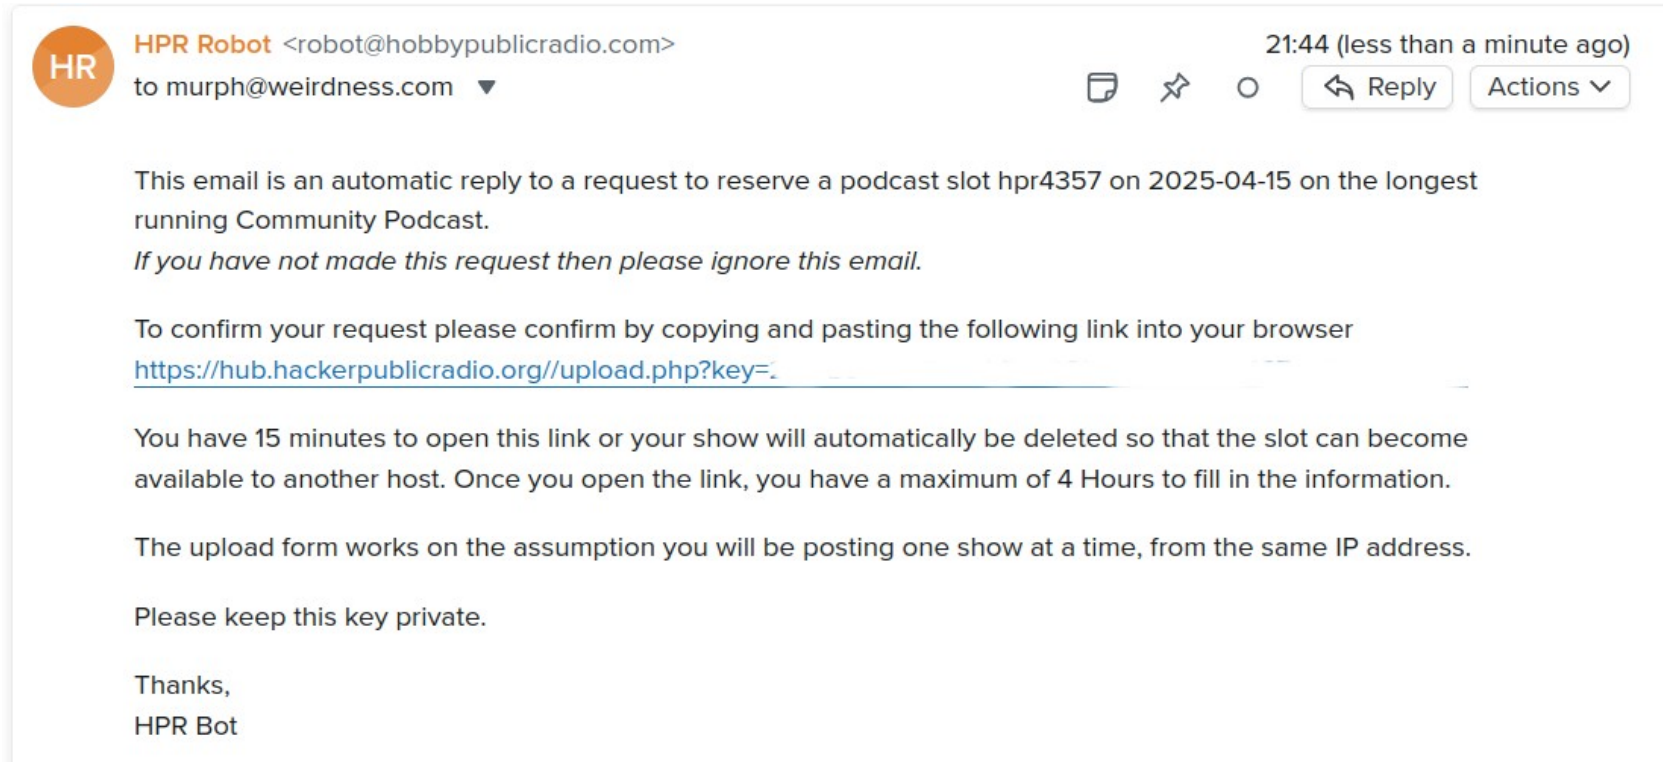 HR
HPR Robot <robot@hobbypublicradio.com>
21:44 (less than a minute ago)
to murph@weirdness.com
Reply
Actions
This email is an automatic reply to a request to reserve a podcast slot hpr4357 on 2025-04-15 on the longest
running Community Podcast.
If you have not made this request then please ignore this email.
To confirm your request please confirm by copying and pasting the following link into your browser
https://hub.hackerpublicradio.org//upload.php?key=
You have 15 minutes to open this link or your show will automatically be deleted so that the slot can become
available to another host. Once you open the link, you have a maximum of 4 Hours to fill in the information.
The upload form works on the assumption you will be posting one show at a time, from the same IP address.
Please keep this key private.
Thanks,
HPR Bot